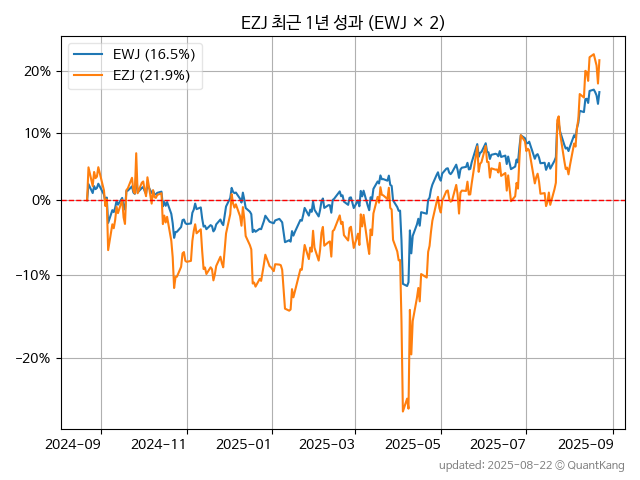 EZJ 최근 1년 성과 (EWJ × 2)
EWJ (16.5%)
EZJ (21.9%)
20%
10%
0%
−10%
−20%
2024-09 2024-11 2025-01 2025-03 2025-05 2025-07 2025-09
updated: 2025-08-22 © QuantKang